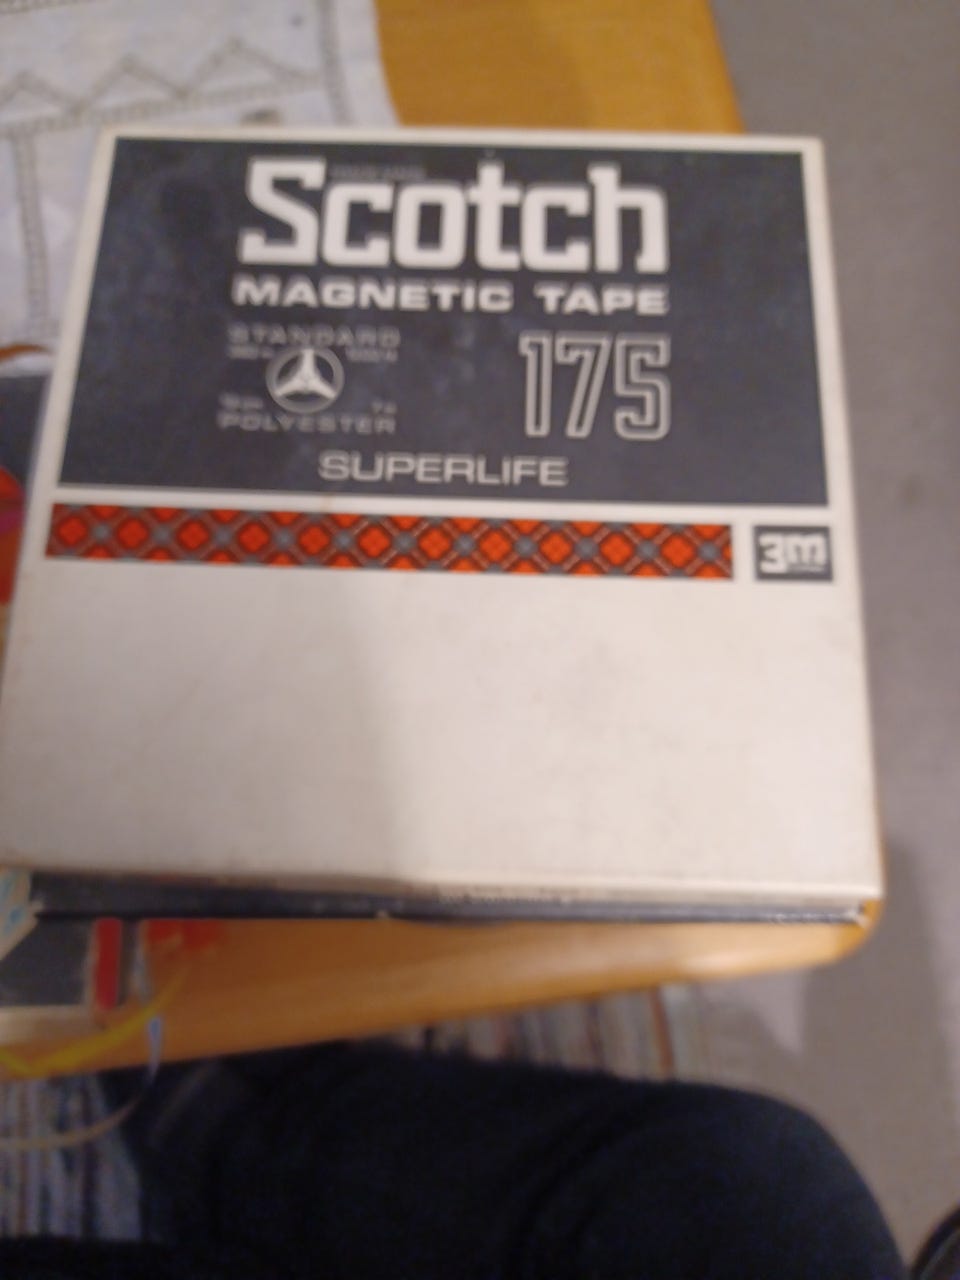 Scotch
MAGNETIC TAPE
STANDARD
175
POLYESTER
SUPERLIFE
3M